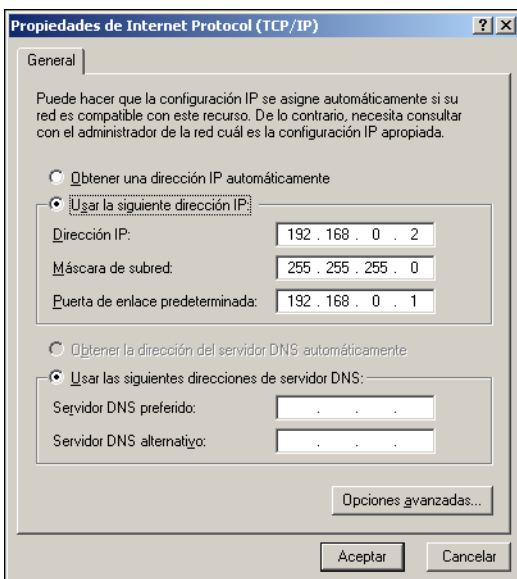 Propiedades de Internet Protocol (TCP/IP)
General
Puede hacer que la configuración IP se asigne automáticamente si su
red es compatible con este recurso. De lo contrario, necesita consultar
con el administrador de la red cuál es la configuración IP apropiada.
Obtener una dirección IP automáticamente
Usar la siguiente dirección IP:
Dirección IP: 192 . 168 . 0 . 2
Máscara de subred: 255 . 255 . 255 . 0
Puerta de enlace predeterminada: 192 . 168 . 0 . 1
Obtener la dirección del servidor DNS automáticamente
Usar las siguientes direcciones de servidor DNS:
Servidor DNS preferido: . . .
Servidor DNS alternativo: . . .
Opciones avanzadas...
Aceptar Cancelar